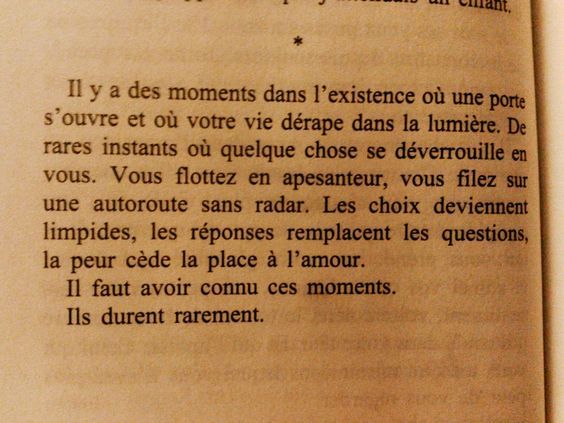 un enfant.
*
Il y a des moments dans l'existence où une porte
s'ouvre et où votre vie dérape dans la lumière. De
rares instants où quelque chose se déverrouille en
vous. Vous flottez en apesanteur, vous filez sur
une autoroute sans radar. Les choix deviennent
limpides, les réponses remplacent les questions,
la peur cède la place à l'amour.
Il faut avoir connu ces moments.
Ils durent rarement.